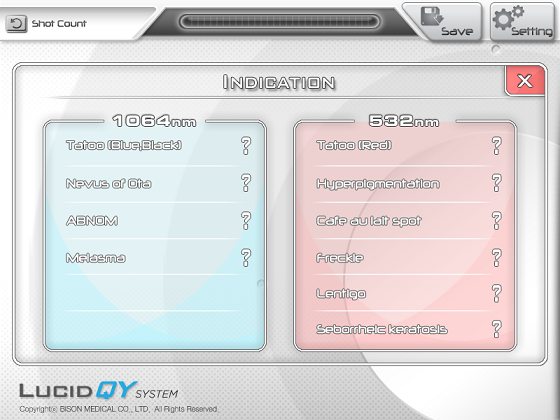 Shot Count
Save
Setting
INDICATION
X
1064nm
Tatoo (Blue,Black)
?
Nevus of Ota
?
ABNOM
?
Melasma
?
532nm
Tatoo (Red)
?
Hyperpigmentation
?
Cafe au lait spot
?
Freckle
?
Lentigo
?
Seborrheic keratosis
?
LUCID QY SYSTEM
Copyright© BISON MEDICAL CO., LTD, All Rights Reserved.